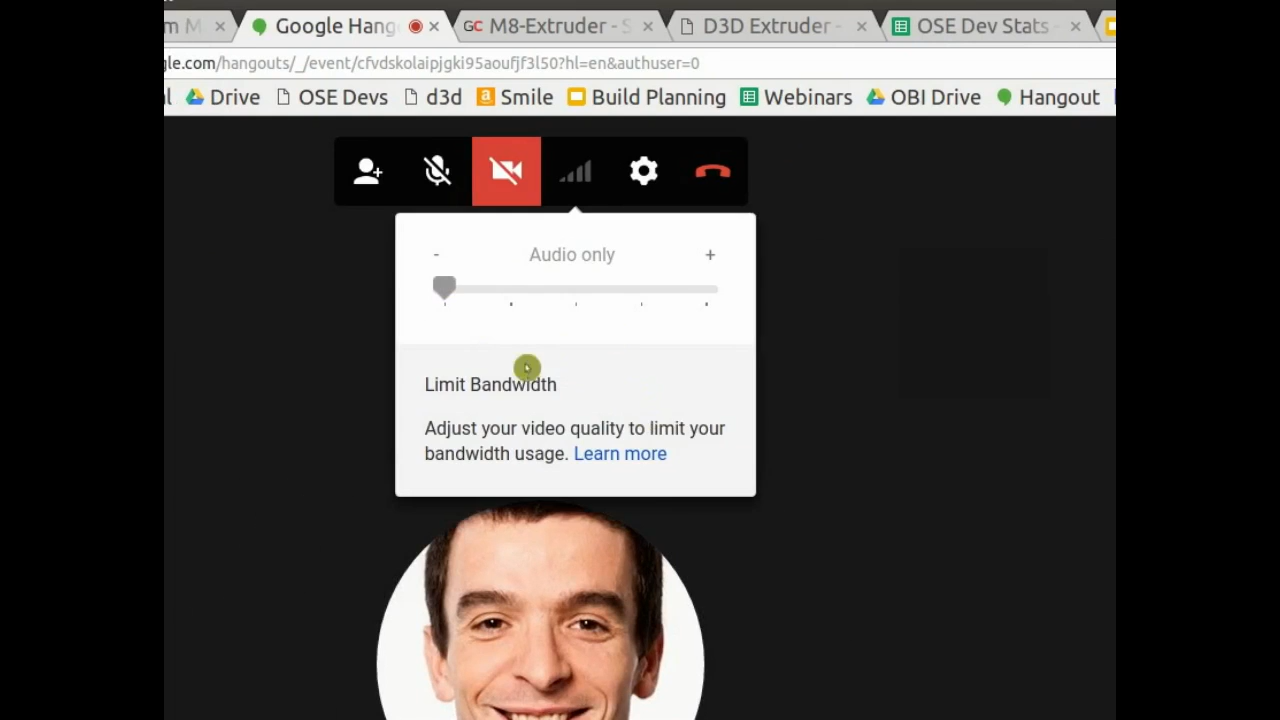 m M Google Hang GC M8-Extruder - S D3D Extruder - OSE Dev Stats -
gle.com/hangouts/_/event/cfvdskolaipjgki95aoufjf3l50?hl=en&authuser=0
al Drive OSE Devs d3d Smile Build Planning Webinars OBI Drive Hangout
- Audio only +
Limit Bandwidth
Adjust your video quality to limit your
bandwidth usage. Learn more